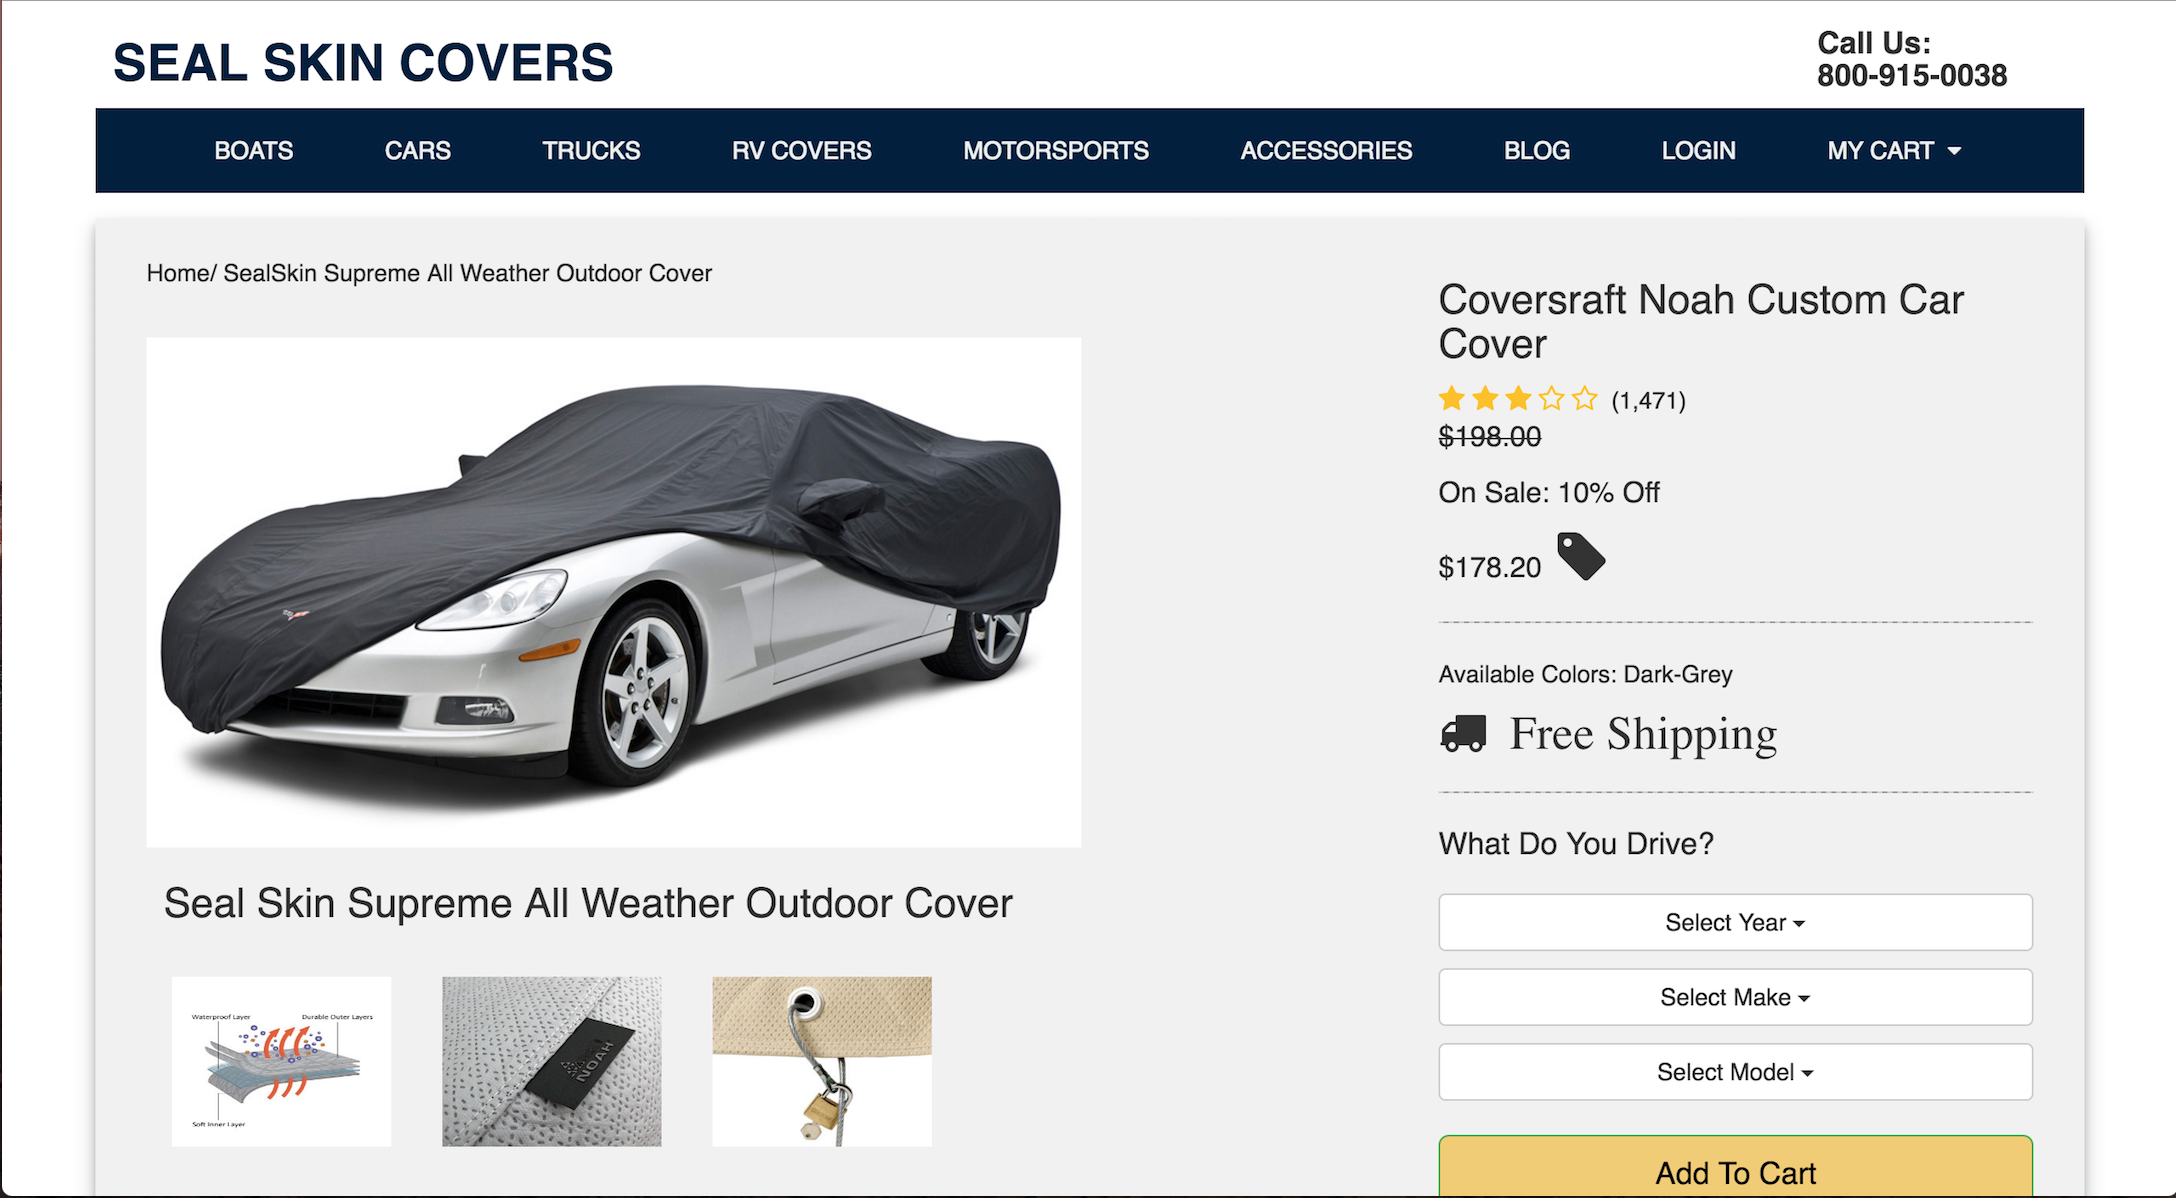 SEAL SKIN COVERS
Call Us:
800-915-0038
BOATS CARS TRUCKS RV COVERS MOTORSPORTS ACCESSORIES BLOG LOGIN MY CART
Home/ SealSkin Supreme All Weather Outdoor Cover
Coversraft Noah Custom Car
Cover
(1,471)
$198.00
On Sale: 10% Off
$178.20
Available Colors: Dark-Grey
Free Shipping
What Do You Drive?
Select Year
Select Make
Select Model
Add To Cart
Seal Skin Supreme All Weather Outdoor Cover
Waterproof Layer
Durable Outer Layers
Soft Inner Layer
NOAH